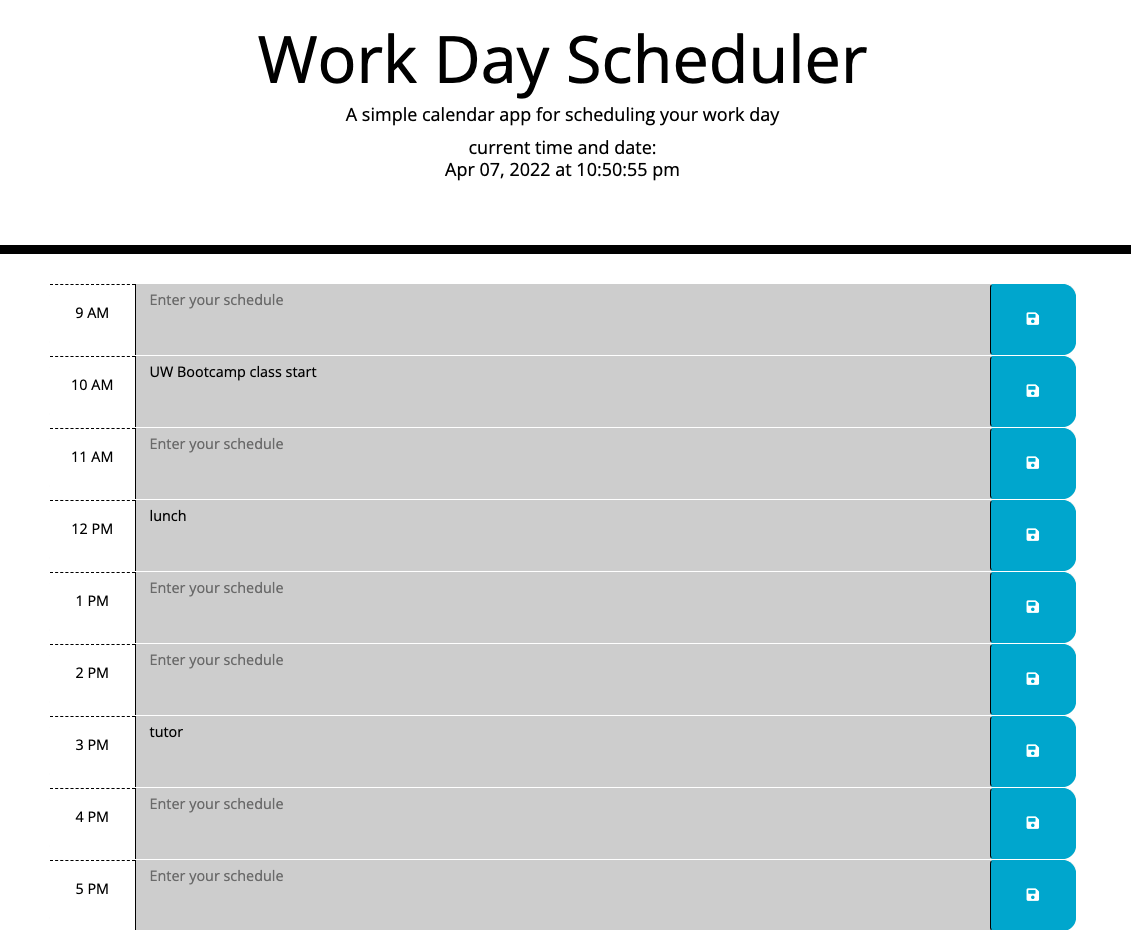 Work Day Scheduler
A simple calendar app for scheduling your work day
current time and date:
Apr 07, 2022 at 10:50:55 pm
9 AM
Enter your schedule
10 AM
UW Bootcamp class start
11 AM
Enter your schedule
12 PM
lunch
1 PM
Enter your schedule
2 PM
Enter your schedule
3 PM
tutor
4 PM
Enter your schedule
5 PM
Enter your schedule